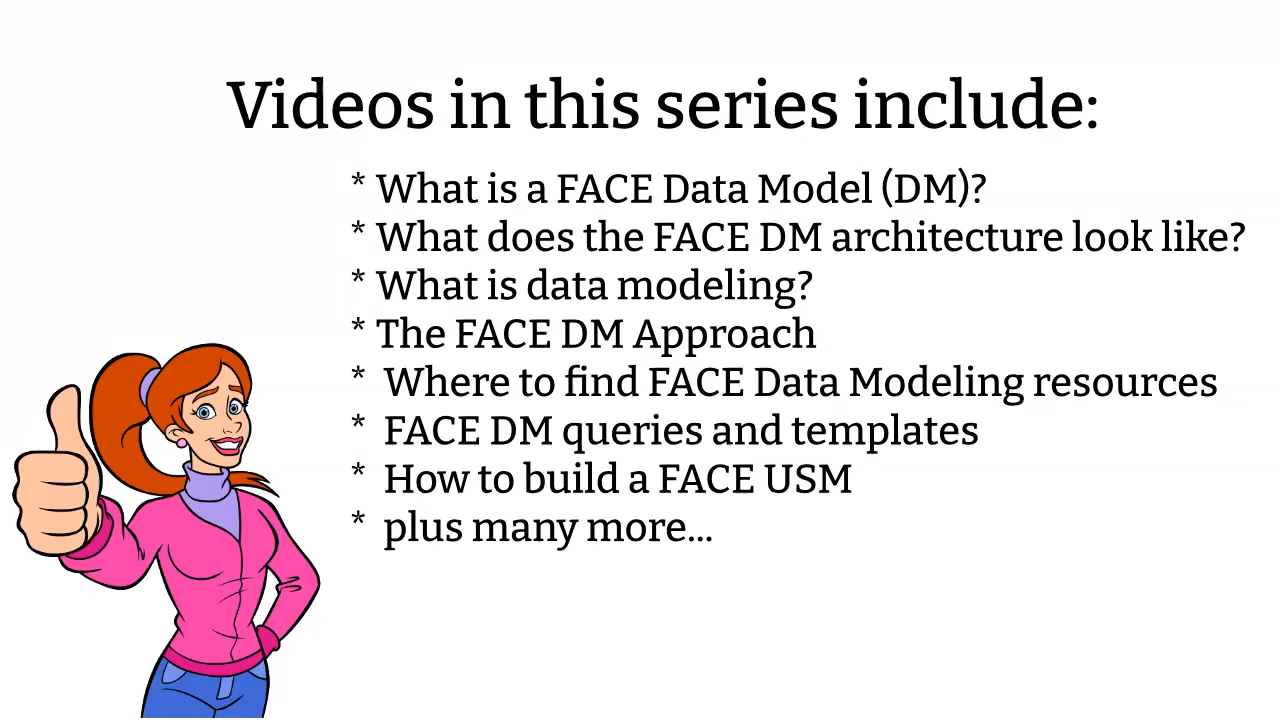 Videos in this series include:
* What is a FACE Data Model (DM)?
* What does the FACE DM architecture look like?
* What is data modeling?
* The FACE DM Approach
* Where to find FACE Data Modeling resources
* FACE DM queries and templates
* How to build a FACE USM
* plus many more...